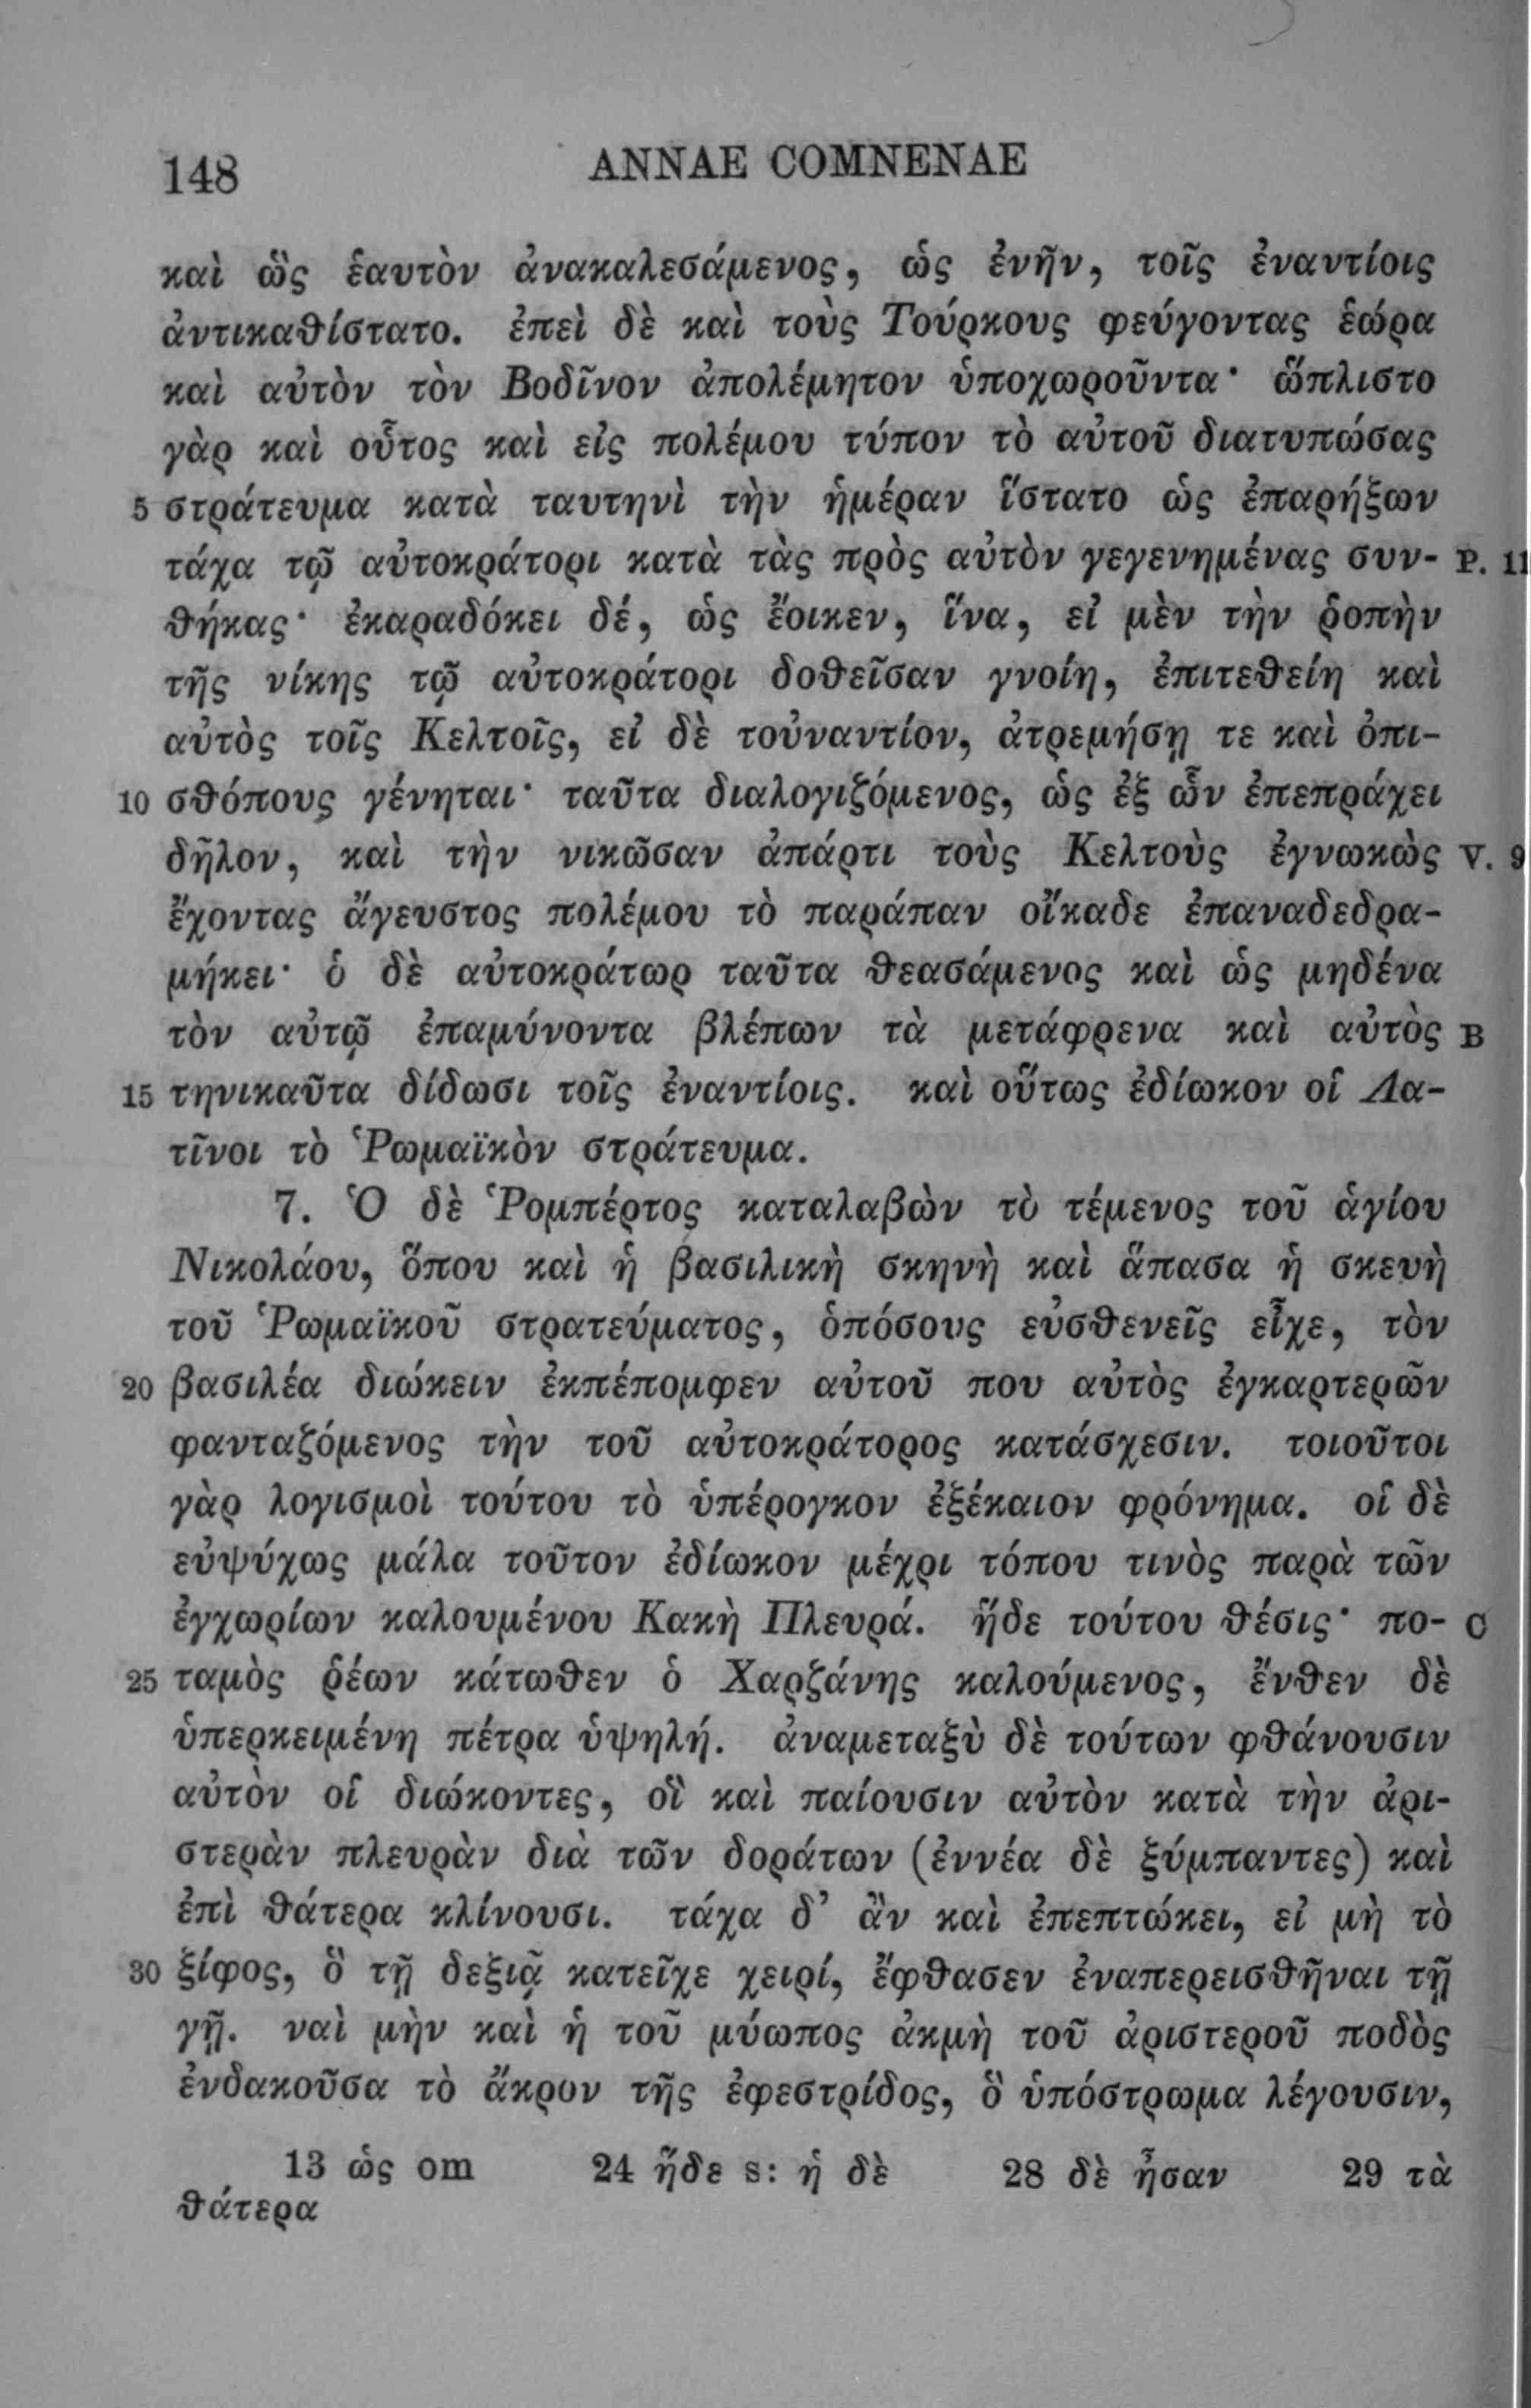 148 ANNAE COMNENAE
καὶ ὣς ἑαυτὸν ἀνακαλεσάμενος, ὡς ἐνῆν, τοῖς ἐναντίοις
ἀντικαθίστατο. ἐπεὶ δὲ καὶ τοὺς Τούρκους φεύγοντας ἑώρα
καὶ αὐτὸν τὸν Βοδῖνον ἀπολέμητον ὑποχωροῦντα· ὥπλιστο
γὰρ καὶ οὗτος καὶ εἰς πολέμου τύπον τὸ αὑτοῦ διατυπώσας
5 στράτευμα κατὰ ταυτηνὶ τὴν ἡμέραν ἵστατο ὡς ἐπαρήξων
τάχα τῷ αὐτοκράτορι κατὰ τὰς πρὸς αὐτὸν γεγενημένας συν- P. 11
θήκας· ἐκαραδόκει δέ, ὡς ἔοικεν, ἵνα, εἰ μὲν τὴν ῥοπὴν
τῆς νίκης τῷ αὐτοκράτορι δοθεῖσαν γνοίη, ἐπιτεθείη καὶ
αὐτὸς τοῖς Κελτοῖς, εἰ δὲ τοὐναντίον, ἀτρεμήσῃ τε καὶ ὀπι-
10 σθόπους γένηται· ταῦτα διαλογιζόμενος, ὡς ἐξ ὧν ἐπεπράχει
δῆλον, καὶ τὴν νικῶσαν ἀπάρτι τοὺς Κελτοὺς ἐγνωκὼς V. 9
ἔχοντας ἄγευστος πολέμου τὸ παράπαν οἴκαδε ἐπαναδεδρα-
μήκει· ὁ δὲ αὐτοκράτωρ ταῦτα θεασάμενος καὶ ὡς μηδένα
τὸν αὐτῷ ἐπαμύνοντα βλέπων τὰ μετάφρενα καὶ αὐτὸς B
15 τηνικαῦτα δίδωσι τοῖς ἐναντίοις. καὶ οὕτως ἐδίωκον οἱ Λα-
τῖνοι τὸ Ῥωμαϊκὸν στράτευμα.
7. Ὁ δὲ Ῥομπέρτος καταλαβὼν τὸ τέμενος τοῦ ἁγίου
Νικολάου, ὅπου καὶ ἡ βασιλικὴ σκηνὴ καὶ ἅπασα ἡ σκευὴ
τοῦ Ῥωμαϊκοῦ στρατεύματος, ὁπόσους εὐσθενεῖς εἶχε, τὸν
20 βασιλέα διώκειν ἐκπέπομφεν αὐτοῦ που αὐτὸς ἐγκαρτερῶν
φανταζόμενος τὴν τοῦ αὐτοκράτορος κατάσχεσιν. τοιοῦτοι
γὰρ λογισμοὶ τούτου τὸ ὑπέρογκον ἐξέκαιον φρόνημα. οἱ δὲ
εὐψύχως μάλα τοῦτον ἐδίωκον μέχρι τόπου τινὸς παρὰ τῶν
ἐγχωρίων καλουμένου Κακὴ Πλευρά. ἥδε τούτου θέσις· πο- C
25 ταμὸς ῥέων κάτωθεν ὁ Χαρζάνης καλούμενος, ἔνθεν δὲ
ὑπερκειμένη πέτρα ὑψηλή. ἀναμεταξὺ δὲ τούτων φθάνουσιν
αὐτὸν οἱ διώκοντες, οἳ καὶ παίουσιν αὐτὸν κατὰ τὴν ἀρι-
στερὰν πλευρὰν διὰ τῶν δοράτων (ἐννέα δὲ ξύμπαντες) καὶ
ἐπὶ θάτερα κλίνουσι. τάχα δ' ἂν καὶ ἐπεπτώκει, εἰ μὴ τὸ
30 ξίφος, ὃ τῇ δεξιᾷ κατεῖχε χειρί, ἔφθασεν ἐναπερεισθῆναι τῇ
γῇ. ναὶ μὴν καὶ ἡ τοῦ μύωπος ἀκμὴ τοῦ ἀριστεροῦ ποδὸς
ἐνδακοῦσα τὸ ἄκρον τῆς ἐφεστρίδος, ὃ ὑπόστρωμα λέγουσιν,
13 ὡς om 24 ἥδε s: ἡ δὲ 28 δὲ ἦσαν 29 τὰ
θάτερα